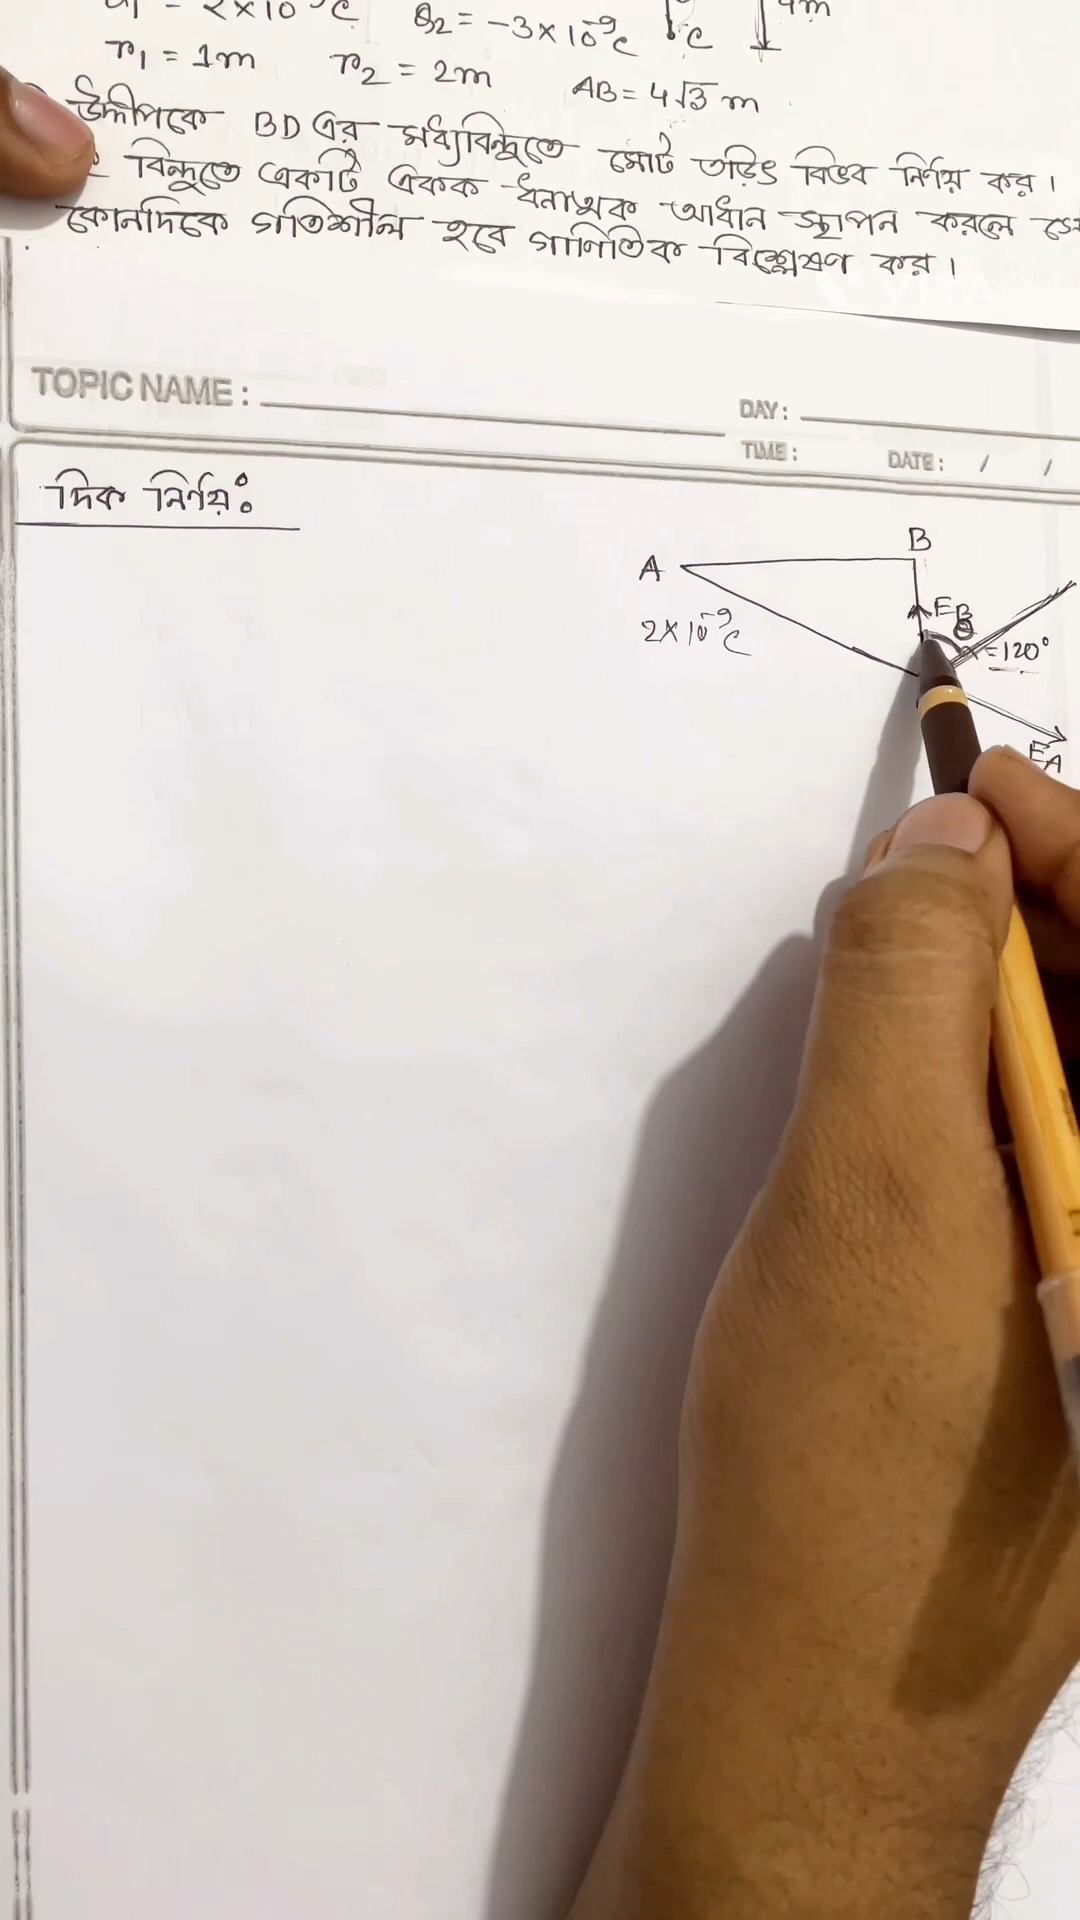 = 2×10⁻⁹C Q₂ = -3×10⁻⁹C C 4m
r₁ = 1m r₂ = 2m AB = 4√3 m
উদ্দীপকে BD এর মধ্যবিন্দুতে মোট তড়িৎ বিভব নির্ণয় কর।
বিন্দুতে একটি একক ধনাত্মক আধান স্থাপন করলে
কোনদিকে গতিশীল হবে গাণিতিক বিশ্লেষণ কর।
TOPIC NAME :
DAY :
TIME : DATE : / /
দিক নির্ণয়ঃ
A B
2×10⁻⁹C
E_B
θ
α=120°
E_A